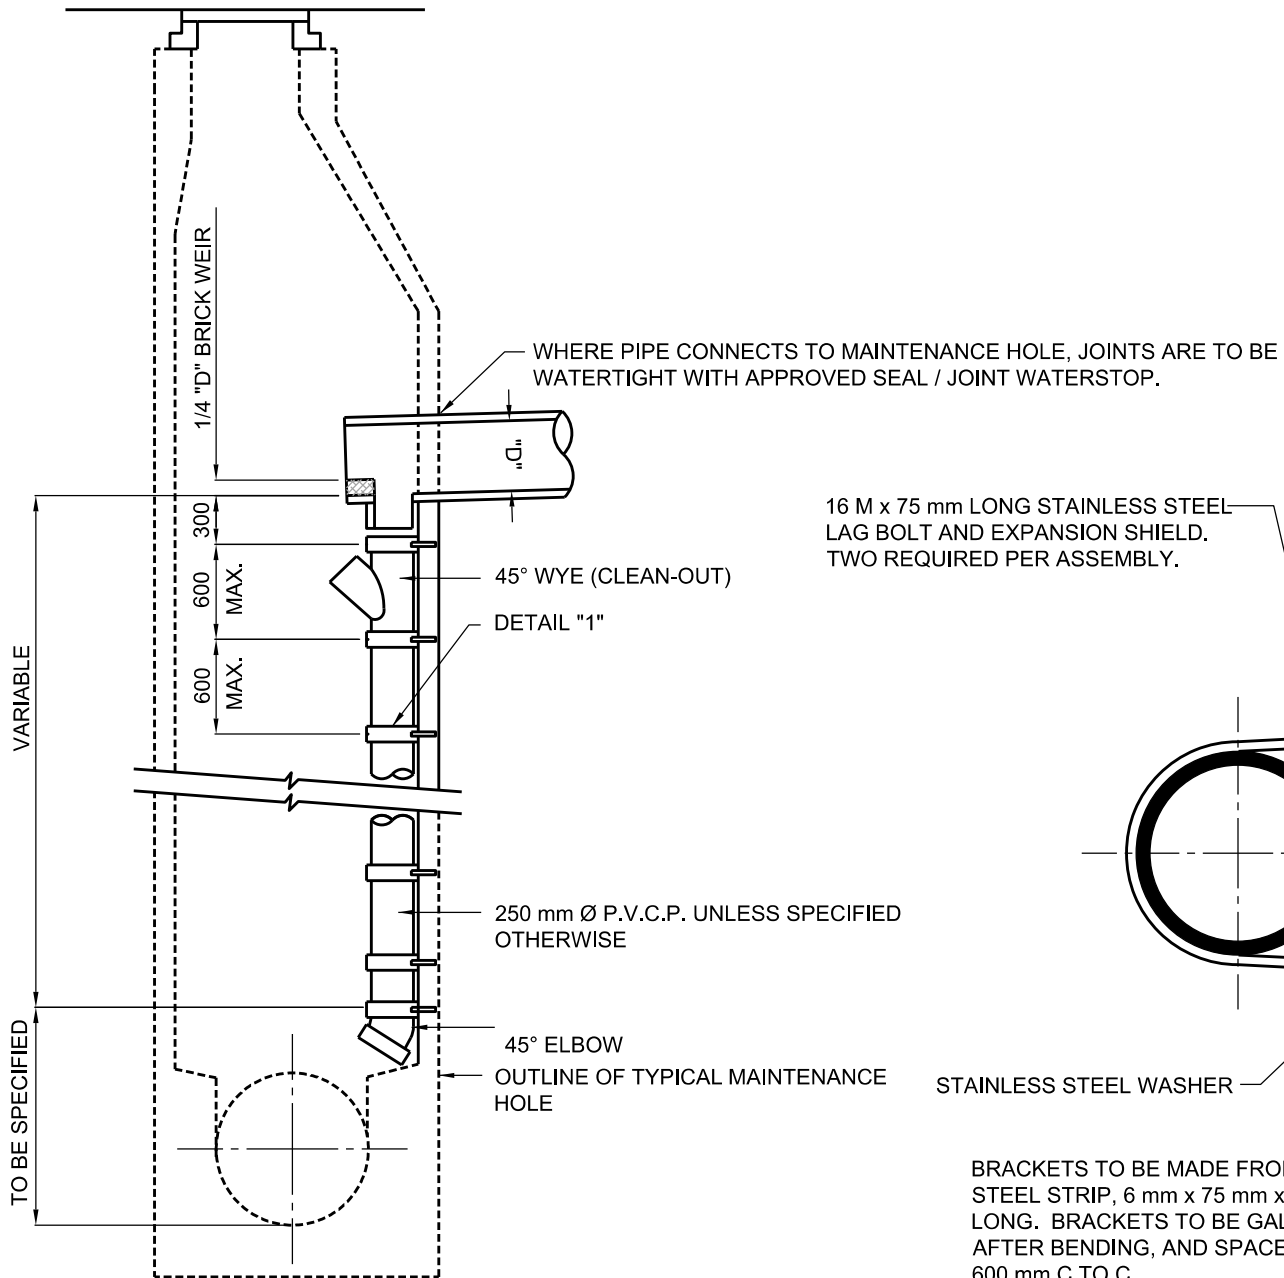 1/4 "D" BRICK WEIR
WHERE PIPE CONNECTS TO MAINTENANCE HOLE, JOINTS ARE TO BE
WATERTIGHT WITH APPROVED SEAL / JOINT WATERSTOP.
"D"
16 M x 75 mm LONG STAINLESS STEEL
LAG BOLT AND EXPANSION SHIELD.
TWO REQUIRED PER ASSEMBLY.
300
600
MAX.
45° WYE (CLEAN-OUT)
DETAIL "1"
600
MAX.
VARIABLE
250 mm Ø P.V.C.P. UNLESS SPECIFIED
OTHERWISE
45° ELBOW
OUTLINE OF TYPICAL MAINTENANCE
HOLE
TO BE SPECIFIED
STAINLESS STEEL WASHER
BRACKETS TO BE MADE
STEEL STRIP, 6 mm x 75 mm x
LONG. BRACKETS TO BE
AFTER BENDING, AND
600 mm C TO C